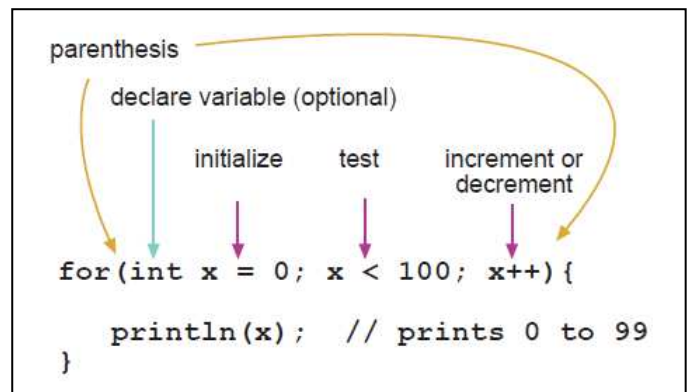 parenthesis
declare variable (optional)
initialize test increment or
decrement
for(int x = 0; x < 100; x++){
println(x); // prints 0 to 99
}